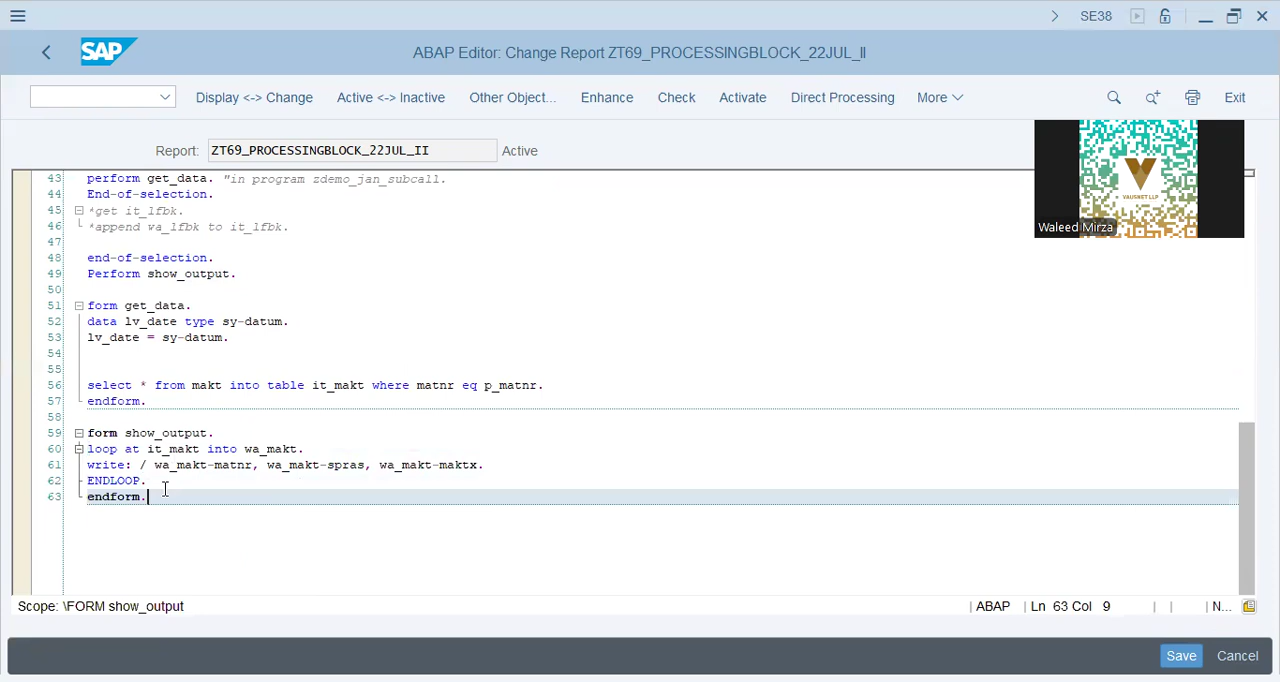 SE38
SAP
ABAP Editor: Change Report ZT69_PROCESSINGBLOCK_22JUL_II
Display <-> Change
Active <-> Inactive
Other Object...
Enhance
Check
Activate
Direct Processing
More
Exit
Report: ZT69_PROCESSINGBLOCK_22JUL_II Active
VAUSNET LLP
Waleed Mirza
43 perform get_data. "in program zdemo_jan_subcall.
44 End-of-selection.
45 *get it_lfbk.
46 *append va_lfbk to it_lfbk.
47
48 end-of-selection.
49 Perform show_output.
50
51 form get_data.
52 data lv_date type sy-datum.
53 lv_date = sy-datum.
54
55
56 select * from makt into table it_makt where matnr eq p_matnr.
57 endform.
58
59 form show_output.
60 loop at it_makt into wa_makt.
61 write: / wa_makt-matnr, wa_makt-spras, wa_makt-maktx.
62 ENDLOOP.
63 endform.
Scope: \FORM show_output
ABAP
Ln 63 Col 9
N...
Save
Cancel